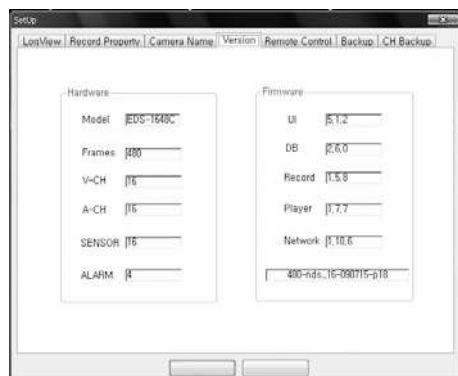 SetUp
LogView Record Property Camera Name Version Remote Control Backup CH Backup
Hardware
Model EDS-1648C
Frames 480
V-CH 16
A-CH 16
SENSOR 16
ALARM 4
Firmware
UI 5,1,2
DB 2,6,0
Record 1,5,8
Player 1,7,7
Network 1,10,6
480-nds_16-090715-p18